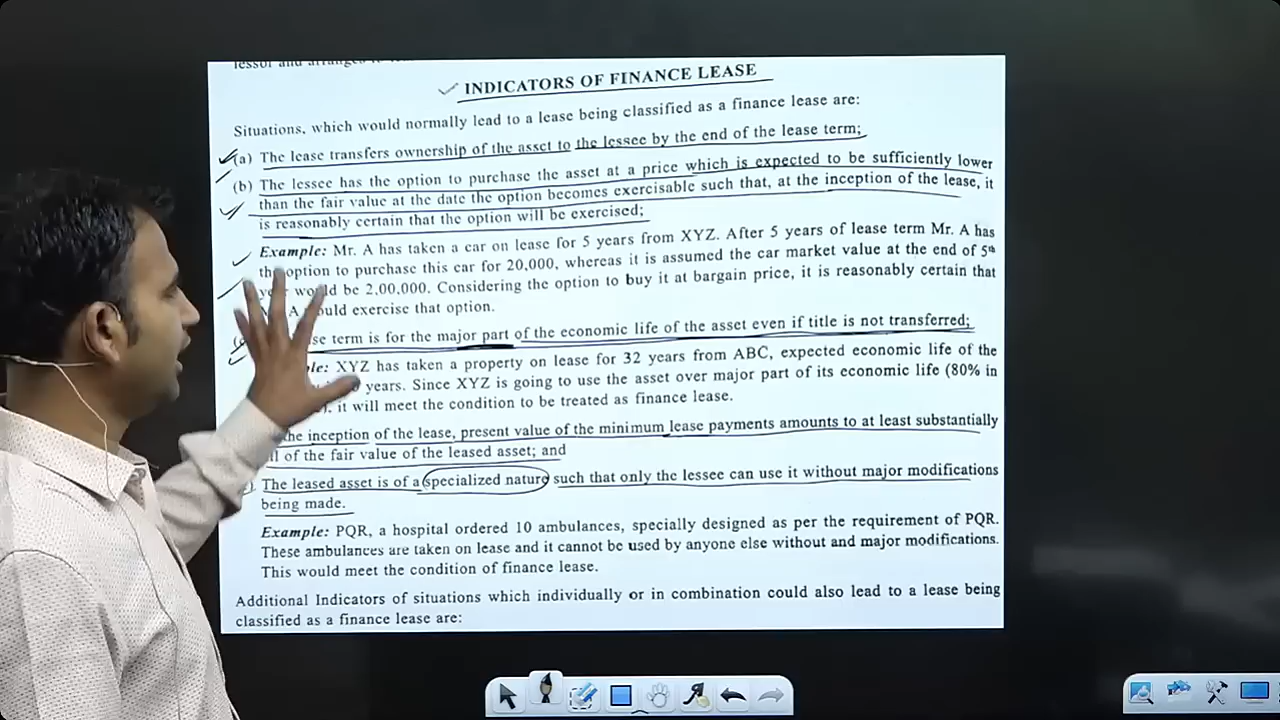 lessor and
INDICATORS OF FINANCE LEASE
Situations, which would normally lead to a lease being classified as a finance lease are:
(a) The lease transfers ownership of the asset to the lessee by the end of the lease term;
(b) The lessee has the option to purchase the asset at a price which is expected to be sufficiently lower
than the fair value at the date the option becomes exercisable such that, at the inception of the lease, it
is reasonably certain that the option will be exercised;
Example: Mr. A has taken a car on lease for 5 years from XYZ. After 5 years of lease term Mr. A has
option to purchase this car for 20,000, whereas it is assumed the car market value at the end of 5th
would be 2,00,000. Considering the option to buy it at bargain price, it is reasonably certain that
A would exercise that option.
term is for the major part of the economic life of the asset even if title is not transferred;
XYZ has taken a property on lease for 32 years from ABC, expected economic life of the
years. Since XYZ is going to use the asset over major part of its economic life (80% in
it will meet the condition to be treated as finance lease.
the inception of the lease, present value of the minimum lease payments amounts to at least substantially
of the fair value of the leased asset; and
The leased asset is of a specialized nature such that only the lessee can use it without major modifications
being made.
Example: PQR, a hospital ordered 10 ambulances, specially designed as per the requirement of PQR.
These ambulances are taken on lease and it cannot be used by anyone else without and major modifications.
This would meet the condition of finance lease.
Additional Indicators of situations which individually or in combination could also lead to a lease being
classified as a finance lease are: